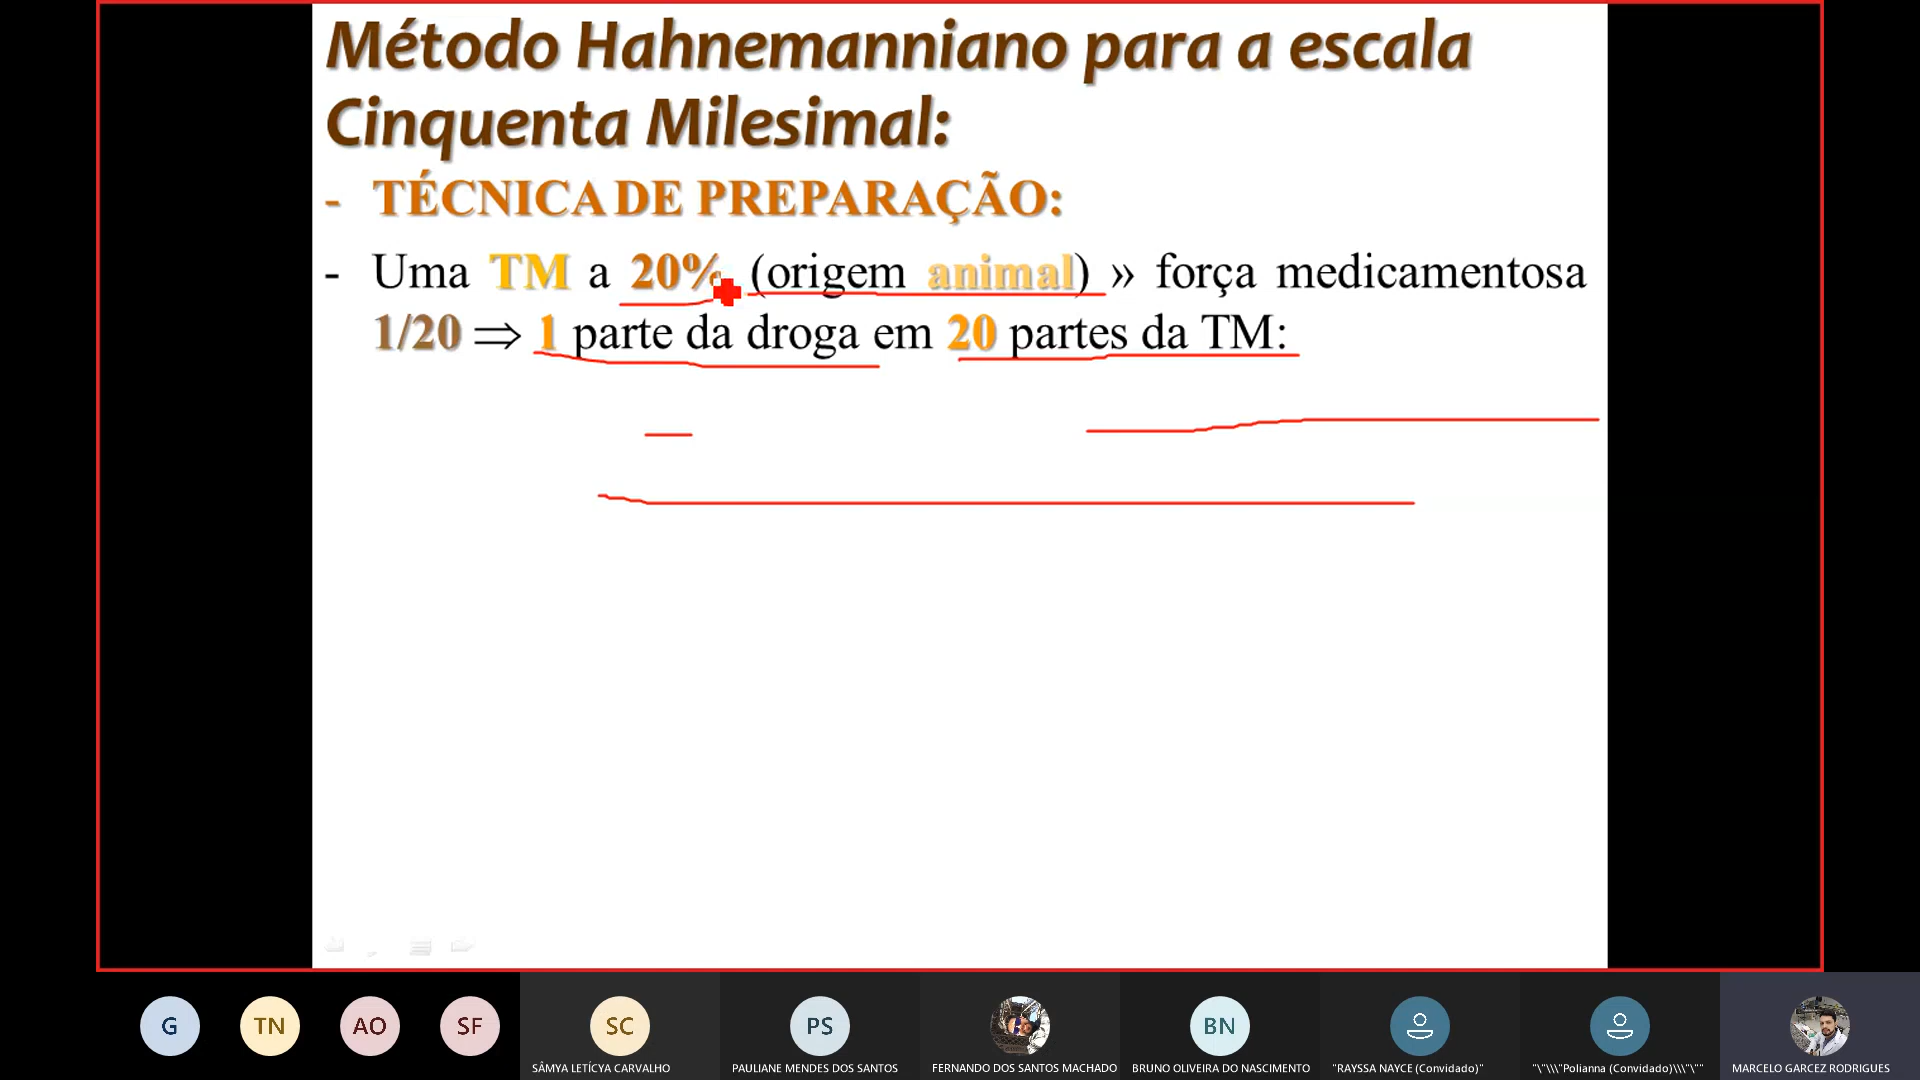 Método Hahnemanniano para a escala
Cinquenta Milesimal:
- TÉCNICA DE PREPARAÇÃO:
- Uma TM a 20% (origem animal) » força medicamentosa
1/20 ⇒ 1 parte da droga em 20 partes da TM:
G TN AO SF SC PS BN
SÂMYA LETÍCYA CARVALHO PAULIANE MENDES DOS SANTOS FERNANDO DOS SANTOS MACHADO BRUNO OLIVEIRA DO NASCIMENTO "RAYSSA NAYCE (Convidado)" "\"\\\"Polianna (Convidado)\\\"\"" MARCELO GARCEZ RODRIGUES